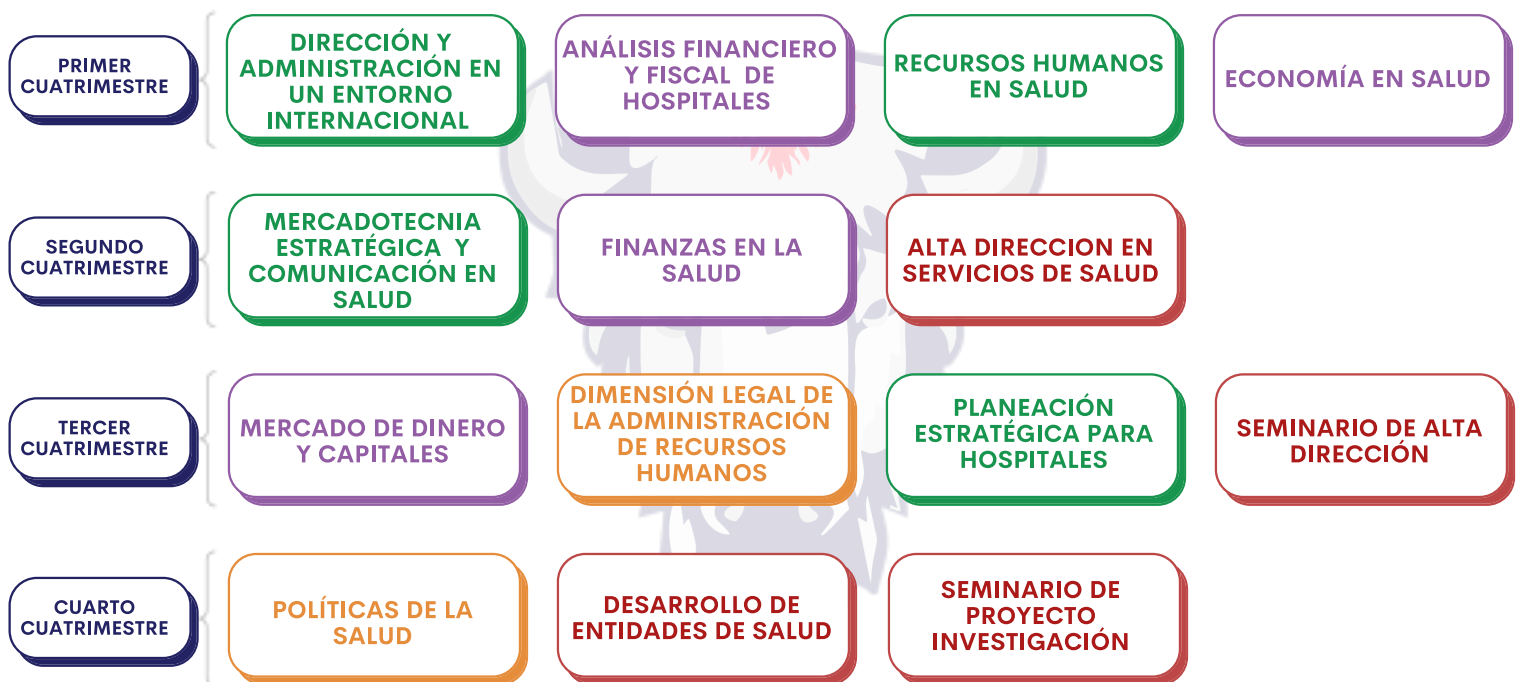 PRIMER
CUATRIMESTRE
DIRECCIÓN Y
ADMINISTRACIÓN EN
UN ENTORNO
INTERNACIONAL
ANÁLISIS FINANCIERO
Y FISCAL DE
HOSPITALES
RECURSOS HUMANOS
EN SALUD
ECONOMÍA EN SALUD
SEGUNDO
CUATRIMESTRE
MERCADOTECNIA
ESTRATÉGICA Y
COMUNICACIÓN EN
SALUD
FINANZAS EN LA
SALUD
ALTA DIRECCION EN
SERVICIOS DE SALUD
TERCER
CUATRIMESTRE
MERCADO DE DINERO
Y CAPITALES
DIMENSIÓN LEGAL DE
LA ADMINISTRACIÓN
DE RECURSOS
HUMANOS
PLANEACIÓN
ESTRATÉGICA PARA
HOSPITALES
SEMINARIO DE ALTA
DIRECCIÓN
CUARTO
CUATRIMESTRE
POLÍTICAS DE LA
SALUD
DESARROLLO DE
ENTIDADES DE SALUD
SEMINARIO DE
PROYECTO
INVESTIGACIÓN